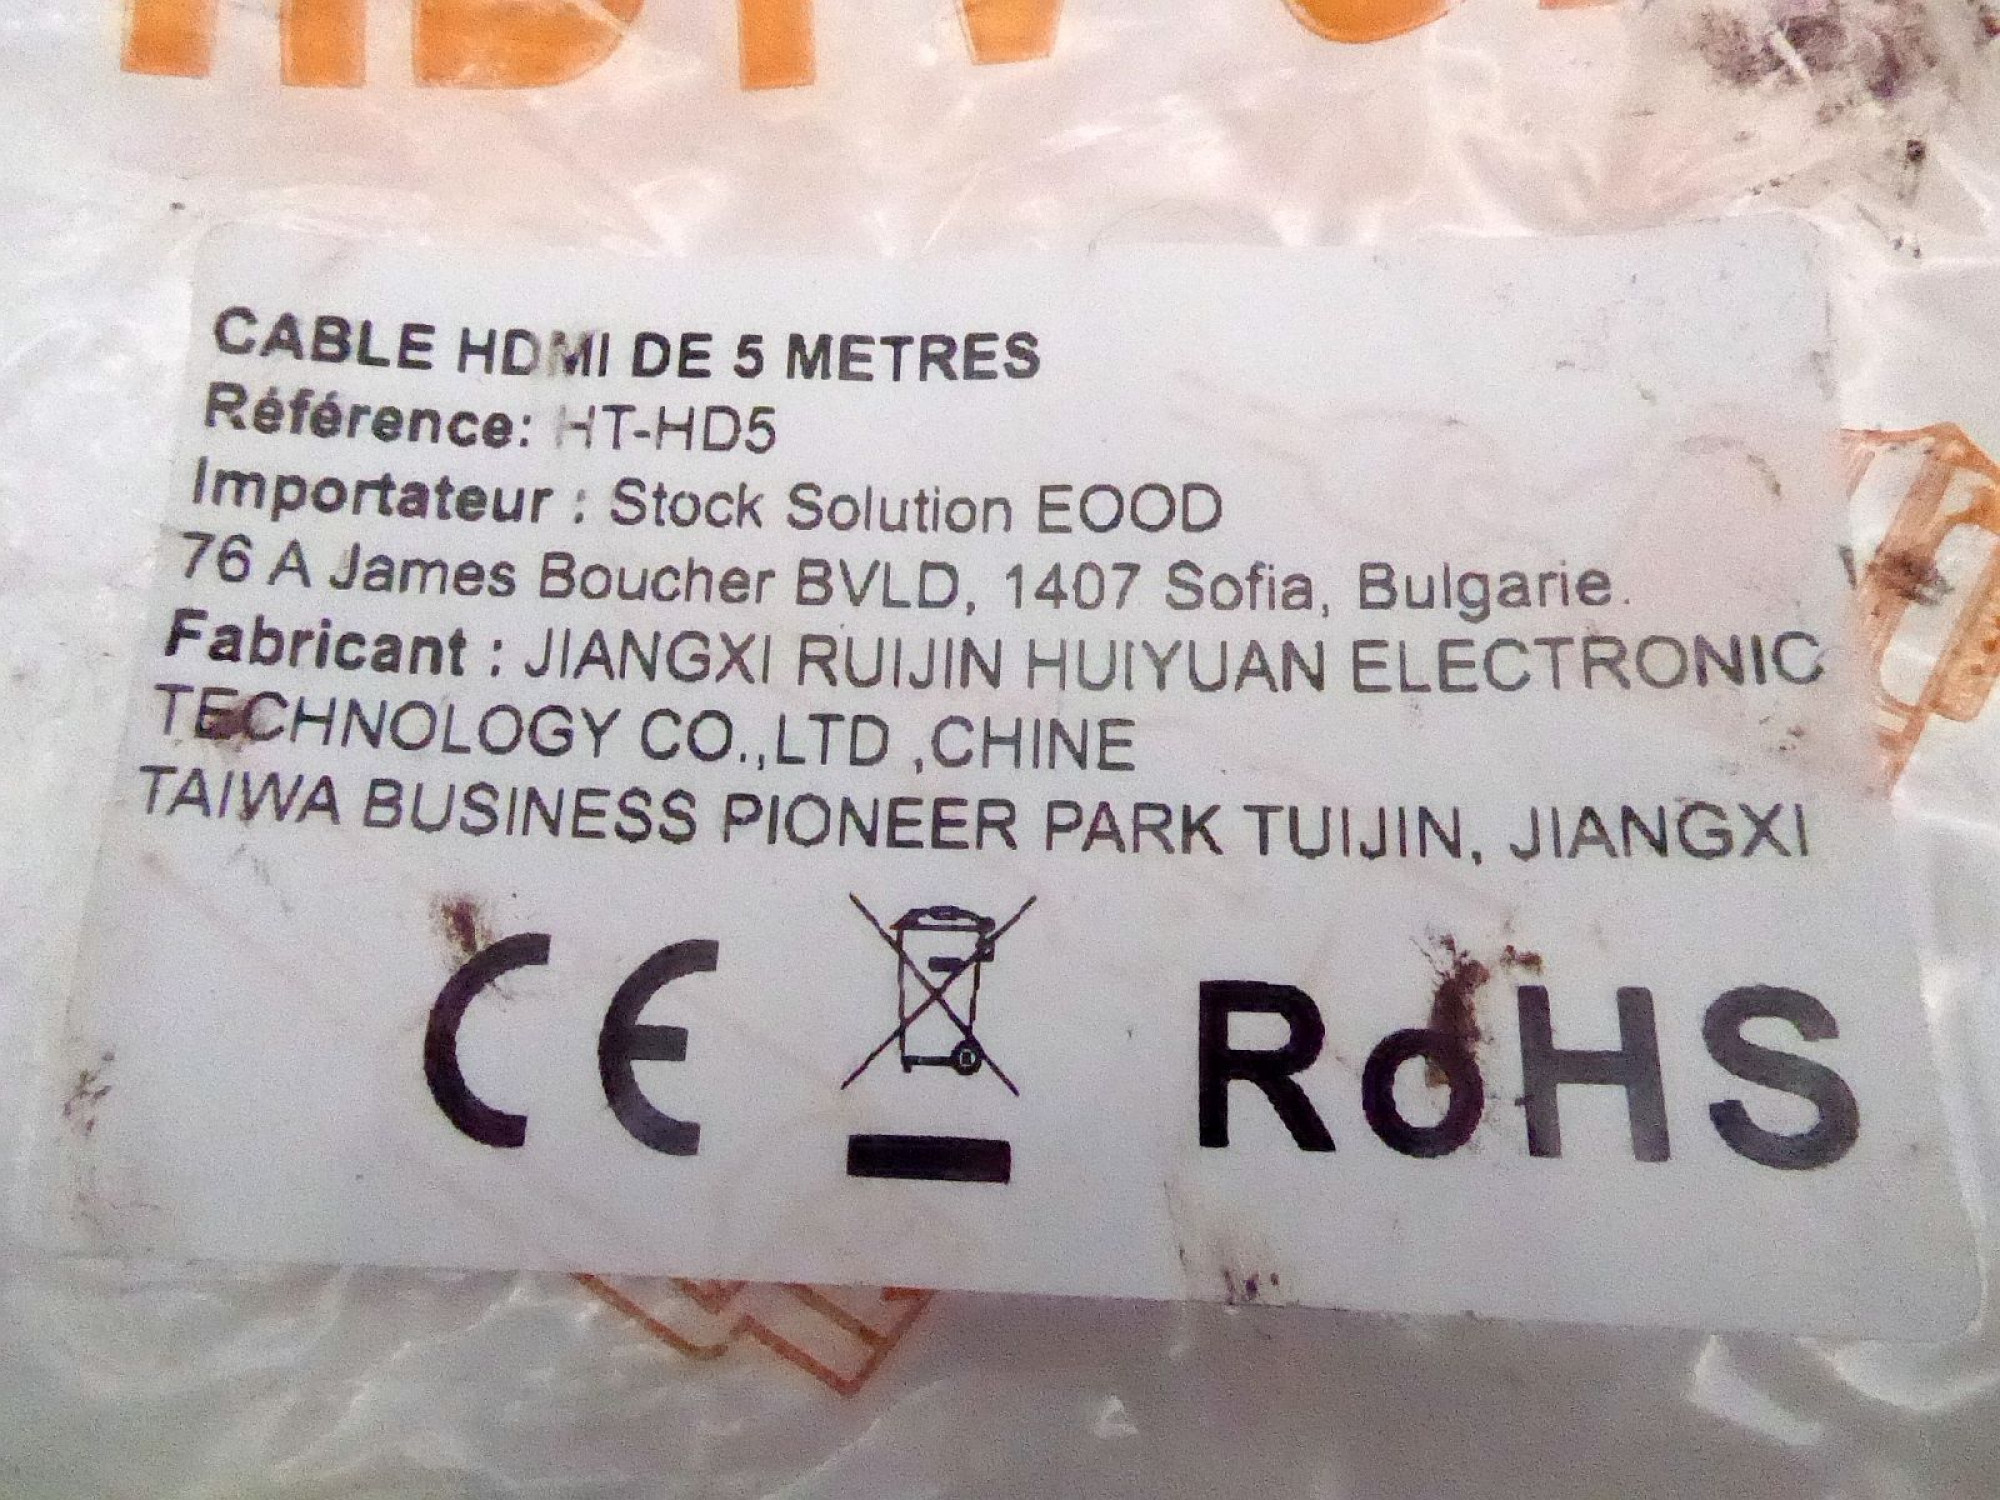 CABLE HDMI DE 5 METRES
Référence: HT-HD5
Importateur : Stock Solution EOOD
76 A James Boucher BVLD, 1407 Sofia, Bulgarie.
Fabricant : JIANGXI RUIJIN HUIYUAN ELECTRONIC
TECHNOLOGY CO.,LTD ,CHINE
TAIWA BUSINESS PIONEER PARK TUIJIN, JIANGXI
CE RoHS